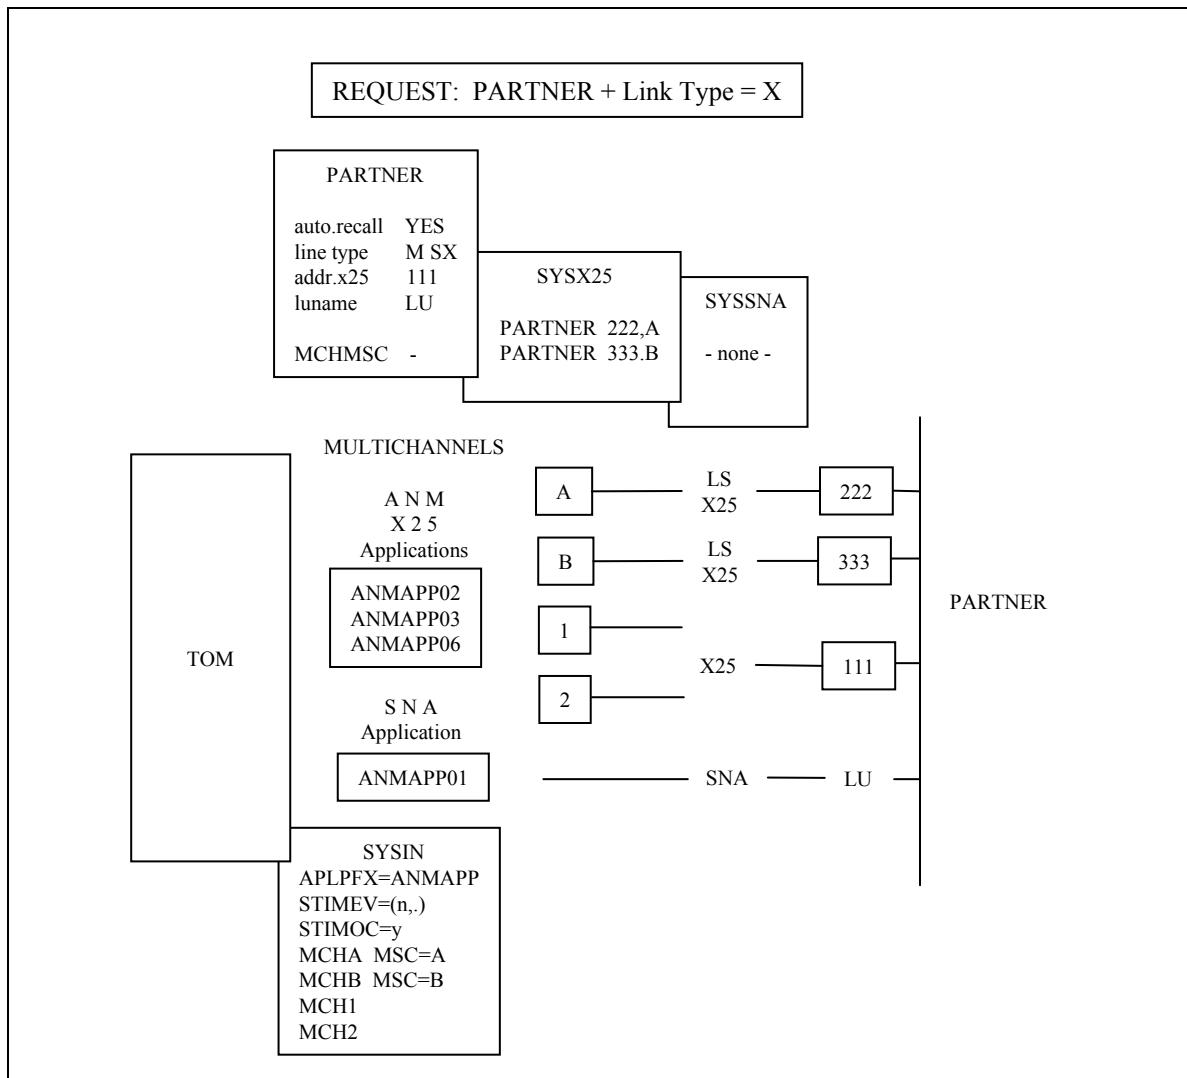 REQUEST: PARTNER + Link Type = X
PARTNER
auto.recall YES
line type M SX
addr.x25 111
luname LU
MCHMSC -
SYSX25
PARTNER 222,A
PARTNER 333.B
SYSSNA
- none -
MULTICHANNELS
A N M
X 2 5
Applications
ANMAPP02
ANMAPP03
ANMAPP06
S N A
Application
ANMAPP01
TOM
A
LS
X25
222
B
LS
X25
333
1
X25
111
2
SNA
LU
PARTNER
SYSIN
APLPFX=ANMAPP
STIMEV=(n,.)
STIMOC=y
MCHA MSC=A
MCHB MSC=B
MCH1
MCH2